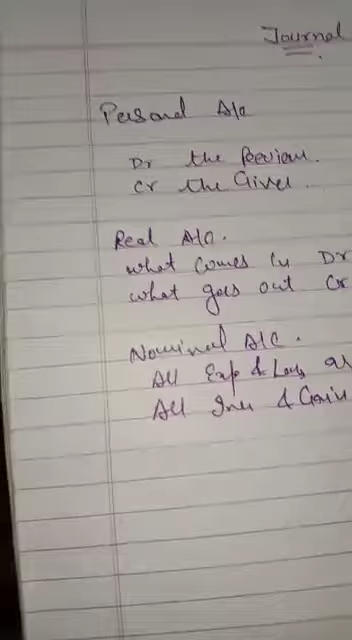 Journal
Personal A/c
Dr the Receiver.
Cr the Giver.
Real A/c.
what comes in Dr
what goes out Cr
Nominal A/c.
All Exp & Loss
All Inc & Gain